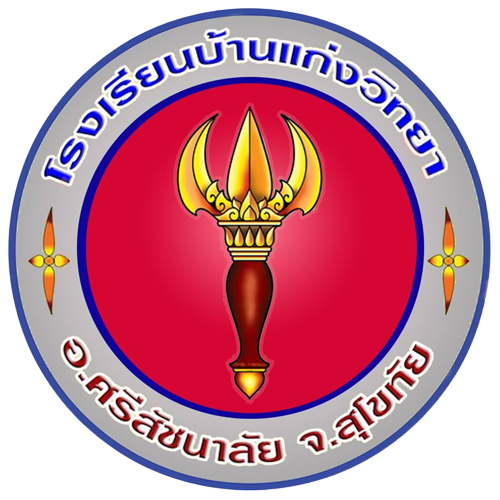 โรงเรียนบ้านแก่งวิทยา
อ.ศรีสัชนาลัย จ.สุโขทัย